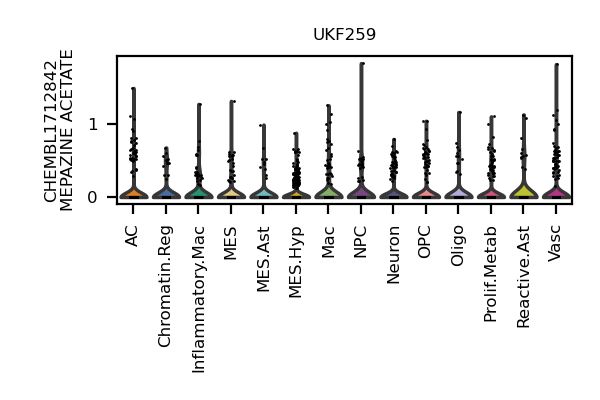 UKF259
CHEMBL1712842
MEPAZINE ACETATE
1
0
AC
Chromatin.Reg
Inflammatory.Mac
MES
MES.Ast
MES.Hyp
Mac
NPC
Neuron
OPC
Oligo
Prolif.Metab
Reactive.Ast
Vasc